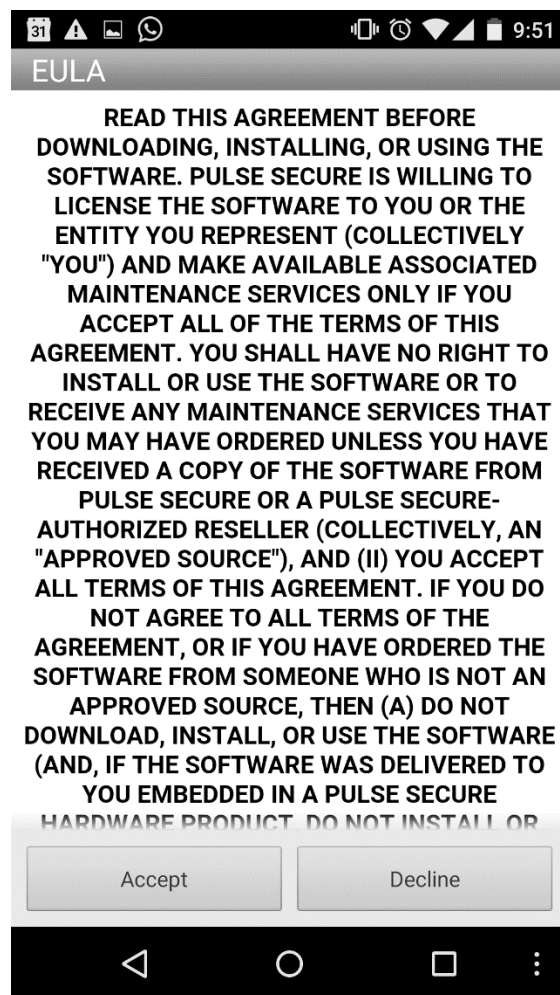 31
9:51
EULA
READ THIS AGREEMENT BEFORE
DOWNLOADING, INSTALLING, OR USING THE
SOFTWARE. PULSE SECURE IS WILLING TO
LICENSE THE SOFTWARE TO YOU OR THE
ENTITY YOU REPRESENT (COLLECTIVELY
"YOU") AND MAKE AVAILABLE ASSOCIATED
MAINTENANCE SERVICES ONLY IF YOU
ACCEPT ALL OF THE TERMS OF THIS
AGREEMENT. YOU SHALL HAVE NO RIGHT TO
INSTALL OR USE THE SOFTWARE OR TO
RECEIVE ANY MAINTENANCE SERVICES THAT
YOU MAY HAVE ORDERED UNLESS YOU HAVE
RECEIVED A COPY OF THE SOFTWARE FROM
PULSE SECURE OR A PULSE SECURE-
AUTHORIZED RESELLER (COLLECTIVELY, AN
"APPROVED SOURCE"), AND (II) YOU ACCEPT
ALL TERMS OF THIS AGREEMENT. IF YOU DO
NOT AGREE TO ALL TERMS OF THE
AGREEMENT, OR IF YOU HAVE ORDERED THE
SOFTWARE FROM SOMEONE WHO IS NOT AN
APPROVED SOURCE, THEN (A) DO NOT
DOWNLOAD, INSTALL, OR USE THE SOFTWARE
(AND, IF THE SOFTWARE WAS DELIVERED TO
YOU EMBEDDED IN A PULSE SECURE
HARDWARE PRODUCT, DO NOT INSTALL OR
Accept
Decline